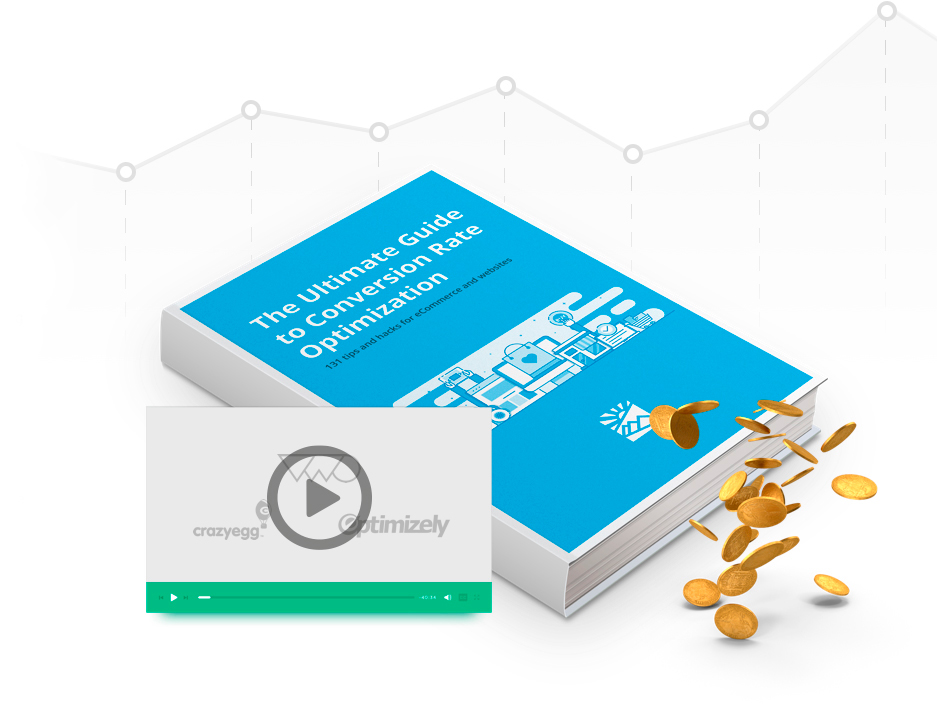 The Ultimate Guide
to Conversion Rate
Optimization
131 tips and hacks for eCommerce and websites
crazyegg
Optimizely